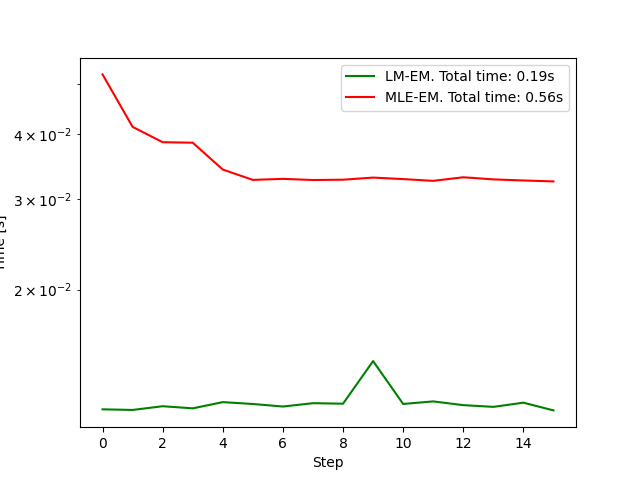 LM-EM. Total time: 0.19s
MLE-EM. Total time: 0.56s
4 × 10⁻²
3 × 10⁻²
2 × 10⁻²
Time [s]
0 2 4 6 8 10 12 14
Step